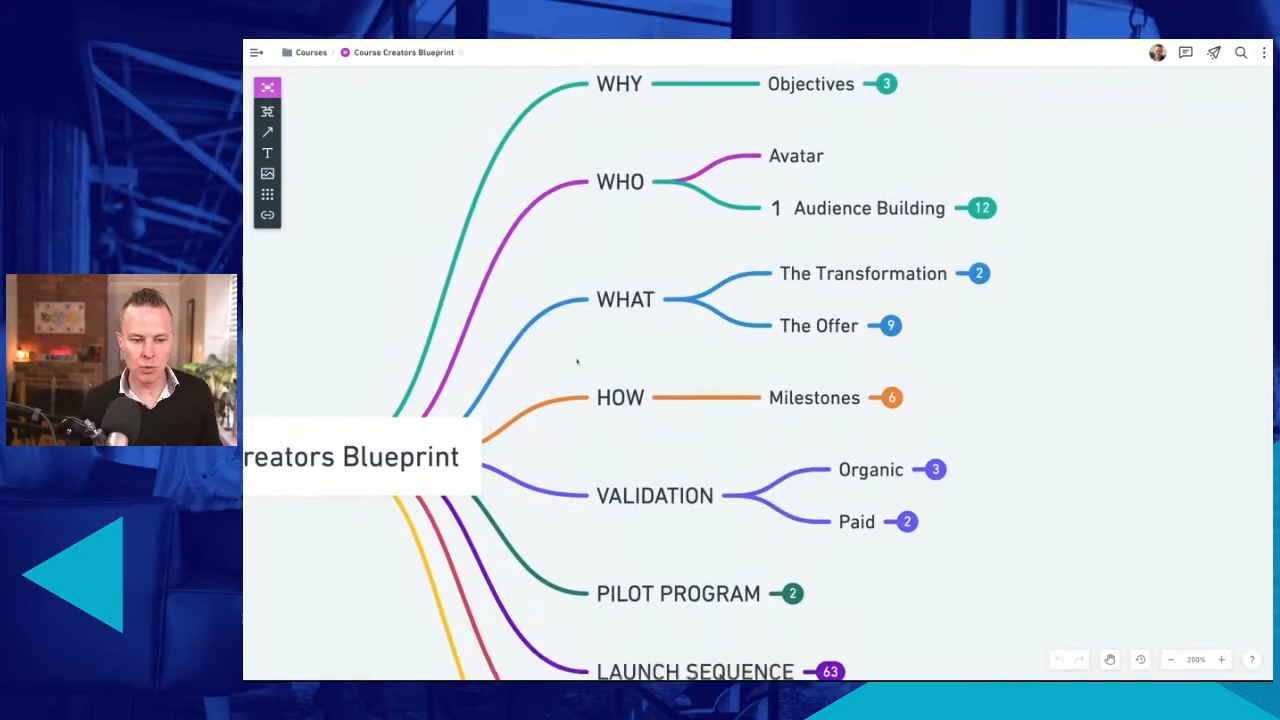 Courses / Course Creators Blueprint
WHY
Objectives 3
WHO
Avatar
1 Audience Building 12
WHAT
The Transformation 2
The Offer 9
HOW
Milestones 6
reators Blueprint
VALIDATION
Organic 3
Paid 2
PILOT PROGRAM 2
LAUNCH SEQUENCE 63
T
− 200% + ?